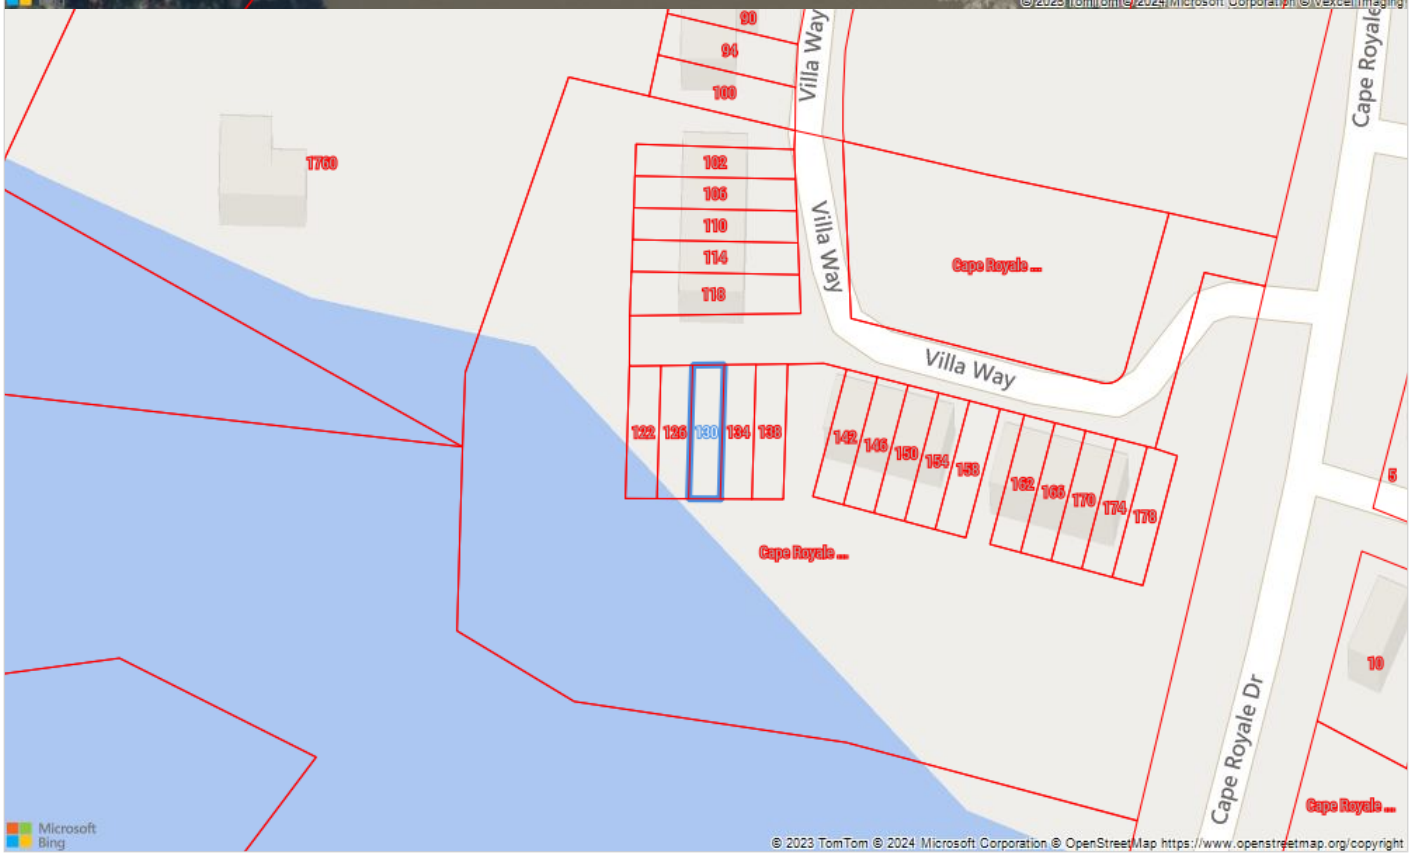 © 2023 TomTom © 2024 Microsoft Corporation © Vexcel Imaging
90
94
100
Villa Way
Cape Royale
1760
102
106
110
114
118
Villa Way
Cape Royale ...
Villa Way
122
126
130
134
138
142
146
150
154
158
162
166
170
174
178
5
Cape Royale ...
10
Cape Royale Dr
Cape Royale ...
Microsoft
Bing
© 2023 TomTom © 2024 Microsoft Corporation © OpenStreetMap https://www.openstreetmap.org/copyright